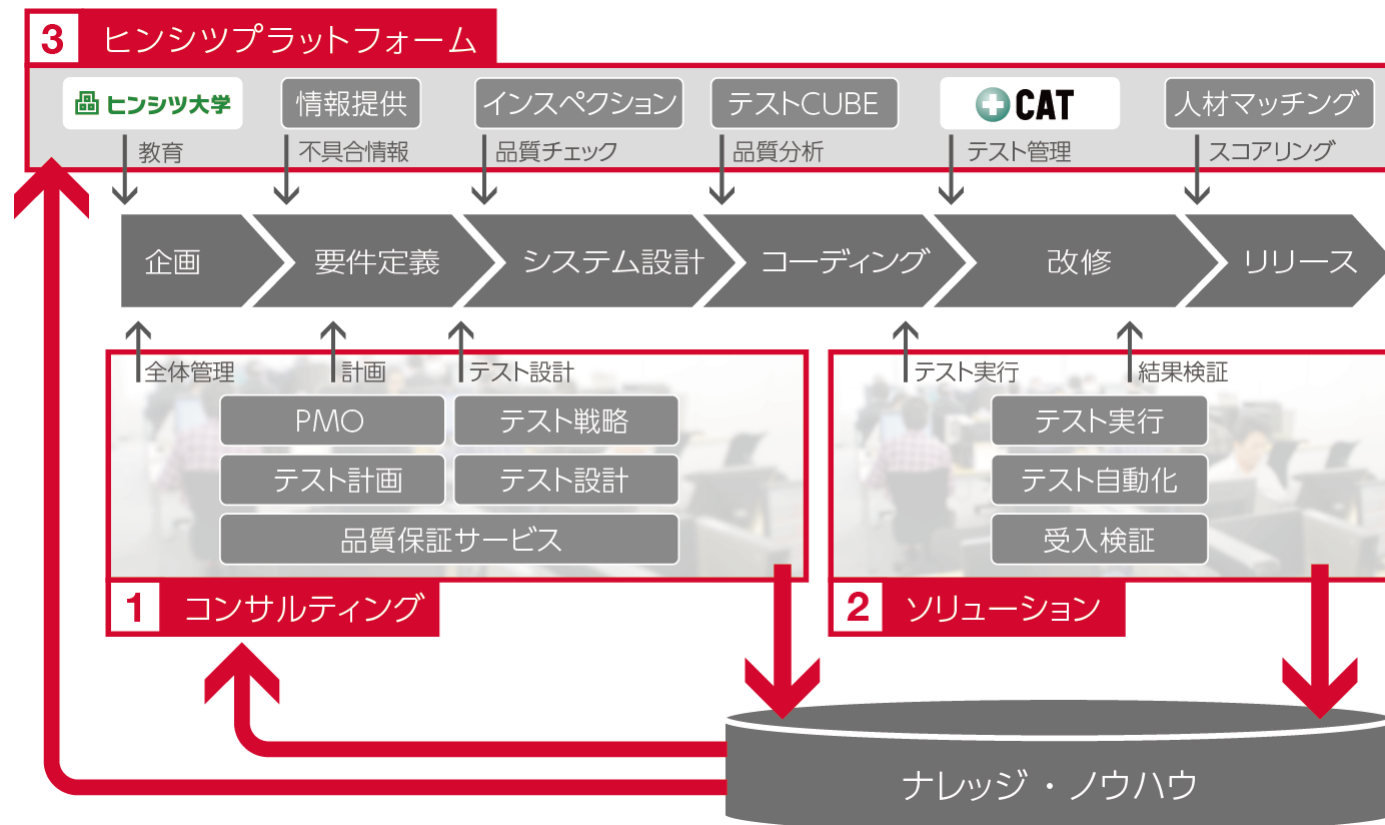 3 ヒンシツプラットフォーム
ヒンシツ大学 情報提供 インスペクション テストCUBE CAT 人材マッチング
教育 不具合情報 品質チェック 品質分析 テスト管理 スコアリング
企画 要件定義 システム設計 コーディング 改修 リリース
全体管理 計画 テスト設計
PMO テスト戦略
テスト計画 テスト設計
品質保証サービス
1 コンサルティング
テスト実行 結果検証
テスト実行
テスト自動化
受入検証
2 ソリューション
ナレッジ・ノウハウ